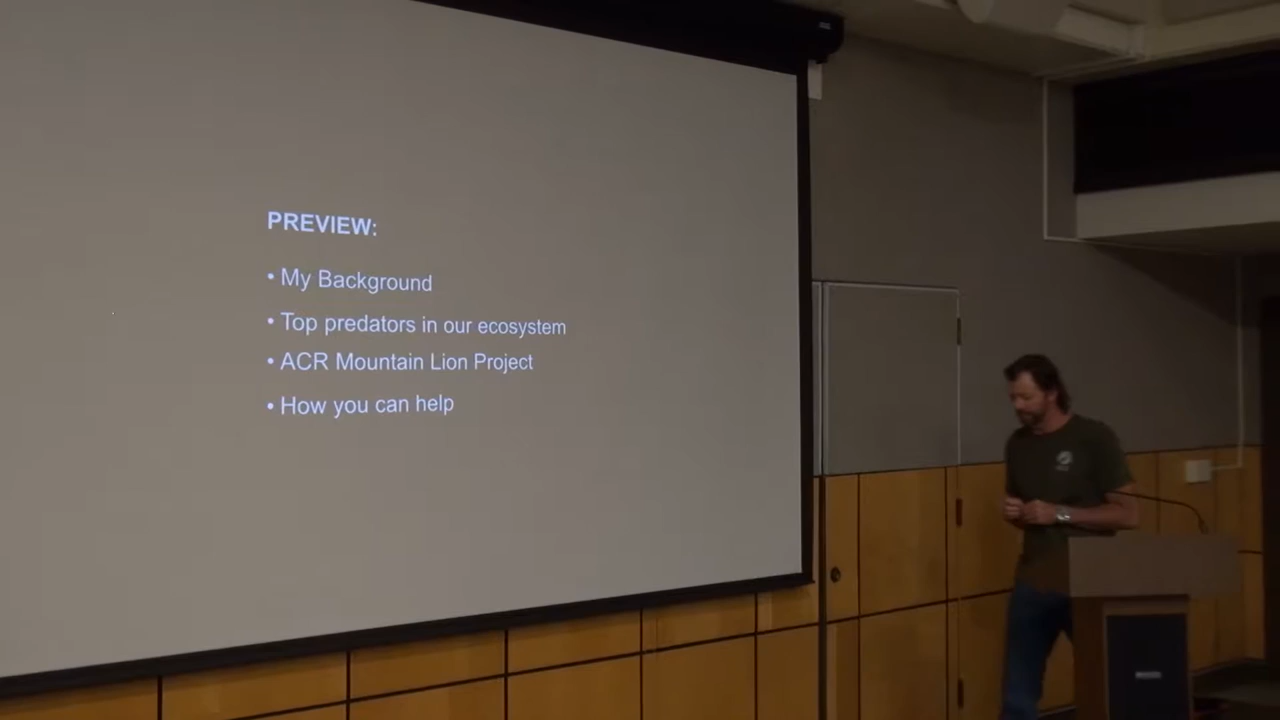 PREVIEW:
• My Background
• Top predators in our ecosystem
• ACR Mountain Lion Project
• How you can help